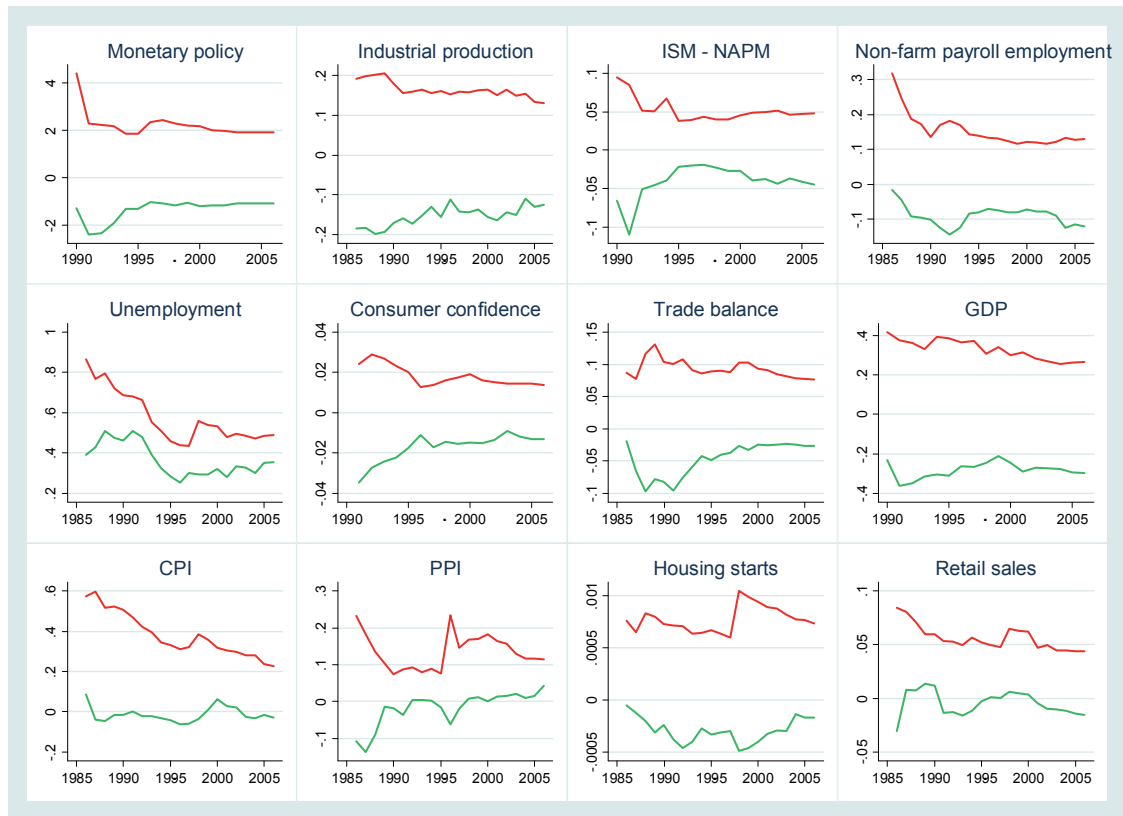 Monetary policy
4
2
0
-2
1990 1995 . 2000 2005
Industrial production
.2
.1
0
-.1
-.2
1985 1990 1995 2000 2005
ISM - NAPM
.1
.05
0
-.05
-.1
1990 1995 . 2000 2005
Non-farm payroll employment
.3
.2
.1
0
-.1
1985 1990 1995 2000 2005
Unemployment
1
.8
.6
.4
.2
1985 1990 1995 2000 2005
Consumer confidence
.04
.02
0
-.02
-.04
1990 1995 . 2000 2005
Trade balance
.15
.1
.05
0
-.05
-.1
1985 1990 1995 2000 2005
GDP
.4
.2
0
-.2
-.4
1990 1995 . 2000 2005
CPI
.6
.4
.2
0
-.2
1985 1990 1995 2000 2005
PPI
.3
.2
.1
0
-.1
1985 1990 1995 2000 2005
Housing starts
.001
.0005
0
-.0005
1985 1990 1995 2000 2005
Retail sales
.1
.05
0
-.05
1985 1990 1995 2000 2005